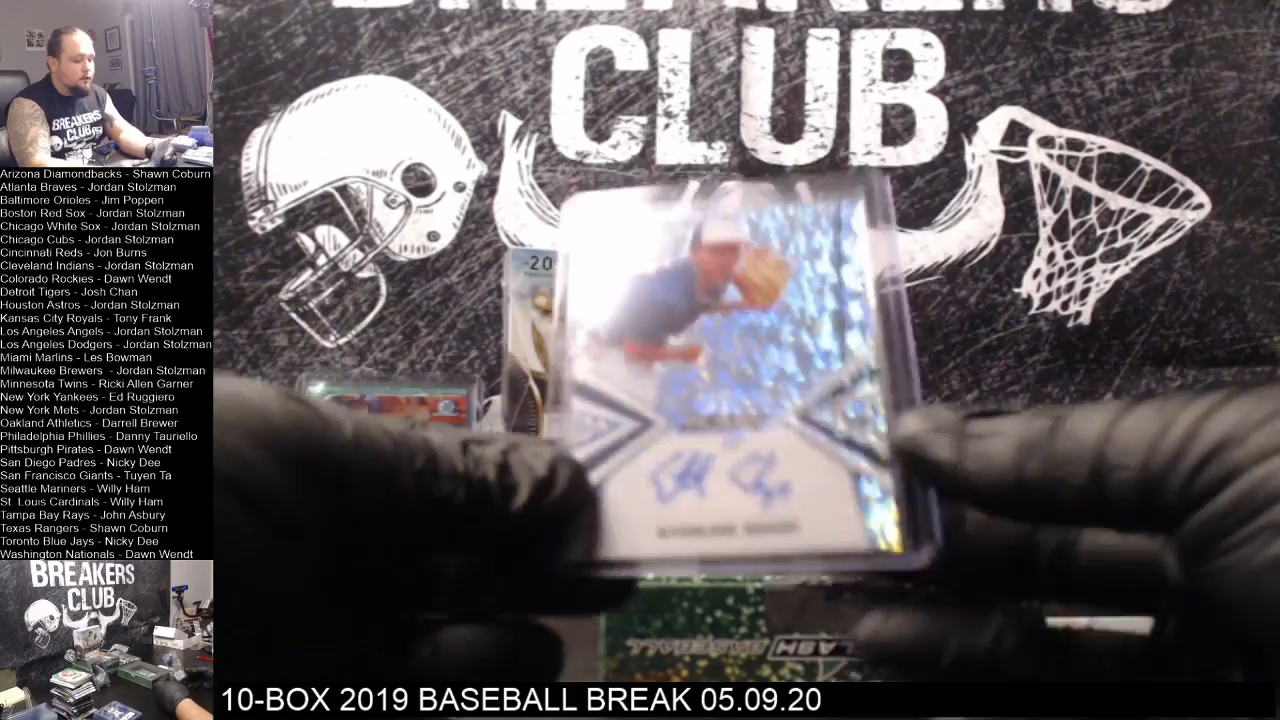 BREAKERS
CLUB
BREAKERS
CLUB
Arizona Diamondbacks - Shawn Coburn
Atlanta Braves - Jordan Stolzman
Baltimore Orioles - Jim Poppen
Boston Red Sox - Jordan Stolzman
Chicago White Sox - Jordan Stolzman
Chicago Cubs - Jordan Stolzman
Cincinnati Reds - Jon Burns
Cleveland Indians - Jordan Stolzman
Colorado Rockies - Dawn Wendt
Detroit Tigers - Josh Chan
Houston Astros - Jordan Stolzman
Kansas City Royals - Tony Frank
Los Angeles Angels - Jordan Stolzman
Los Angeles Dodgers - Jordan Stolzman
Miami Marlins - Les Bowman
Milwaukee Brewers - Jordan Stolzman
Minnesota Twins - Ricki Allen Garner
New York Yankees - Ed Ruggiero
New York Mets - Jordan Stolzman
Oakland Athletics - Darrell Brewer
Philadelphia Phillies - Danny Tauriello
Pittsburgh Pirates - Dawn Wendt
San Diego Padres - Nicky Dee
San Francisco Giants - Tuyen Ta
Seattle Mariners - Willy Ham
St. Louis Cardinals - Willy Ham
Tampa Bay Rays - John Asbury
Texas Rangers - Shawn Coburn
Toronto Blue Jays - Nicky Dee
Washington Nationals - Dawn Wendt
-20
BREAKERS
CLUB
LASH BASEBALL
10-BOX 2019 BASEBALL BREAK 05.09.20